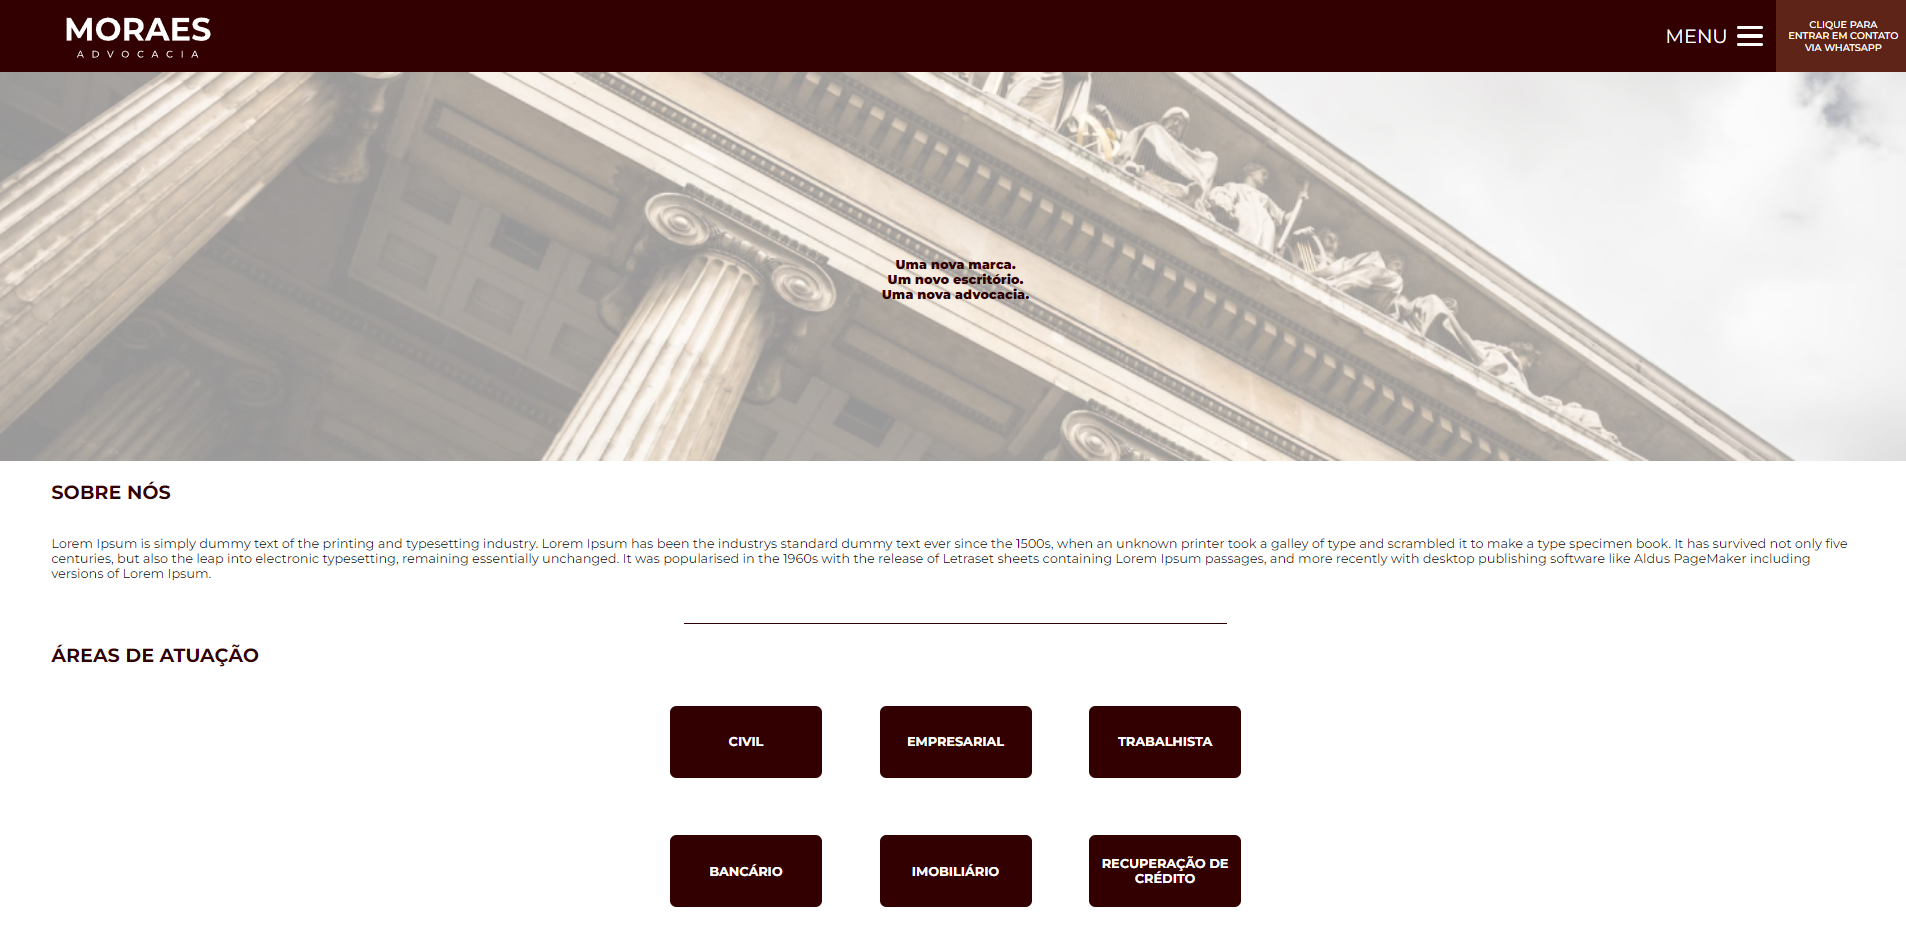 MORAES
ADVOCACIA
MENU
CLIQUE PARA
ENTRAR EM CONTATO
VIA WHATSAPP
Uma nova marca.
Um novo escritório.
Uma nova advocacia.
SOBRE NÓS
Lorem Ipsum is simply dummy text of the printing and typesetting industry. Lorem Ipsum has been the industrys standard dummy text ever since the 1500s, when an unknown printer took a galley of type and scrambled it to make a type specimen book. It has survived not only five
centuries, but also the leap into electronic typesetting, remaining essentially unchanged. It was popularised in the 1960s with the release of Letraset sheets containing Lorem Ipsum passages, and more recently with desktop publishing software like Aldus PageMaker including
versions of Lorem Ipsum.
ÁREAS DE ATUAÇÃO
CIVIL
EMPRESARIAL
TRABALHISTA
BANCÁRIO
IMOBILIÁRIO
RECUPERAÇÃO DE
CRÉDITO